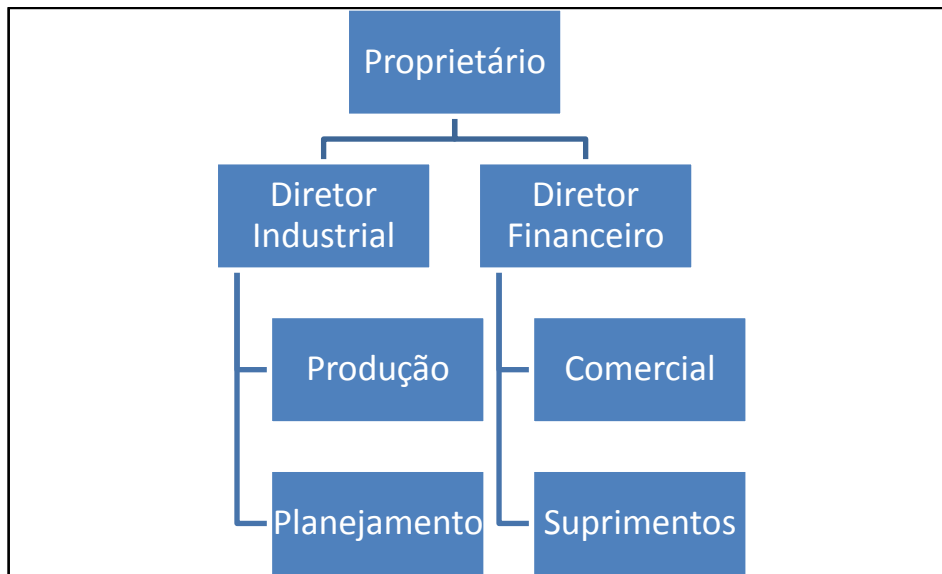 Proprietário
Diretor
Industrial
Diretor
Financeiro
Produção
Comercial
Planejamento
Suprimentos